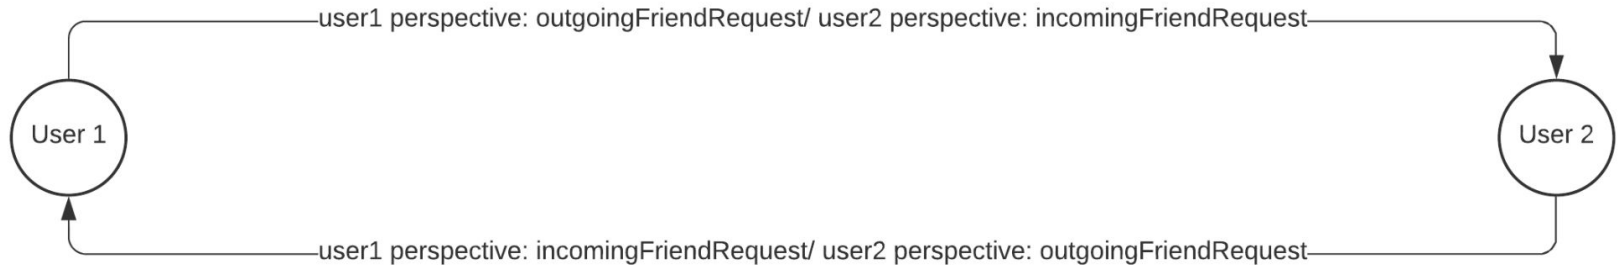 user1 perspective: outgoingFriendRequest/ user2 perspective: incomingFriendRequest
User 1
User 2
user1 perspective: incomingFriendRequest/ user2 perspective: outgoingFriendRequest